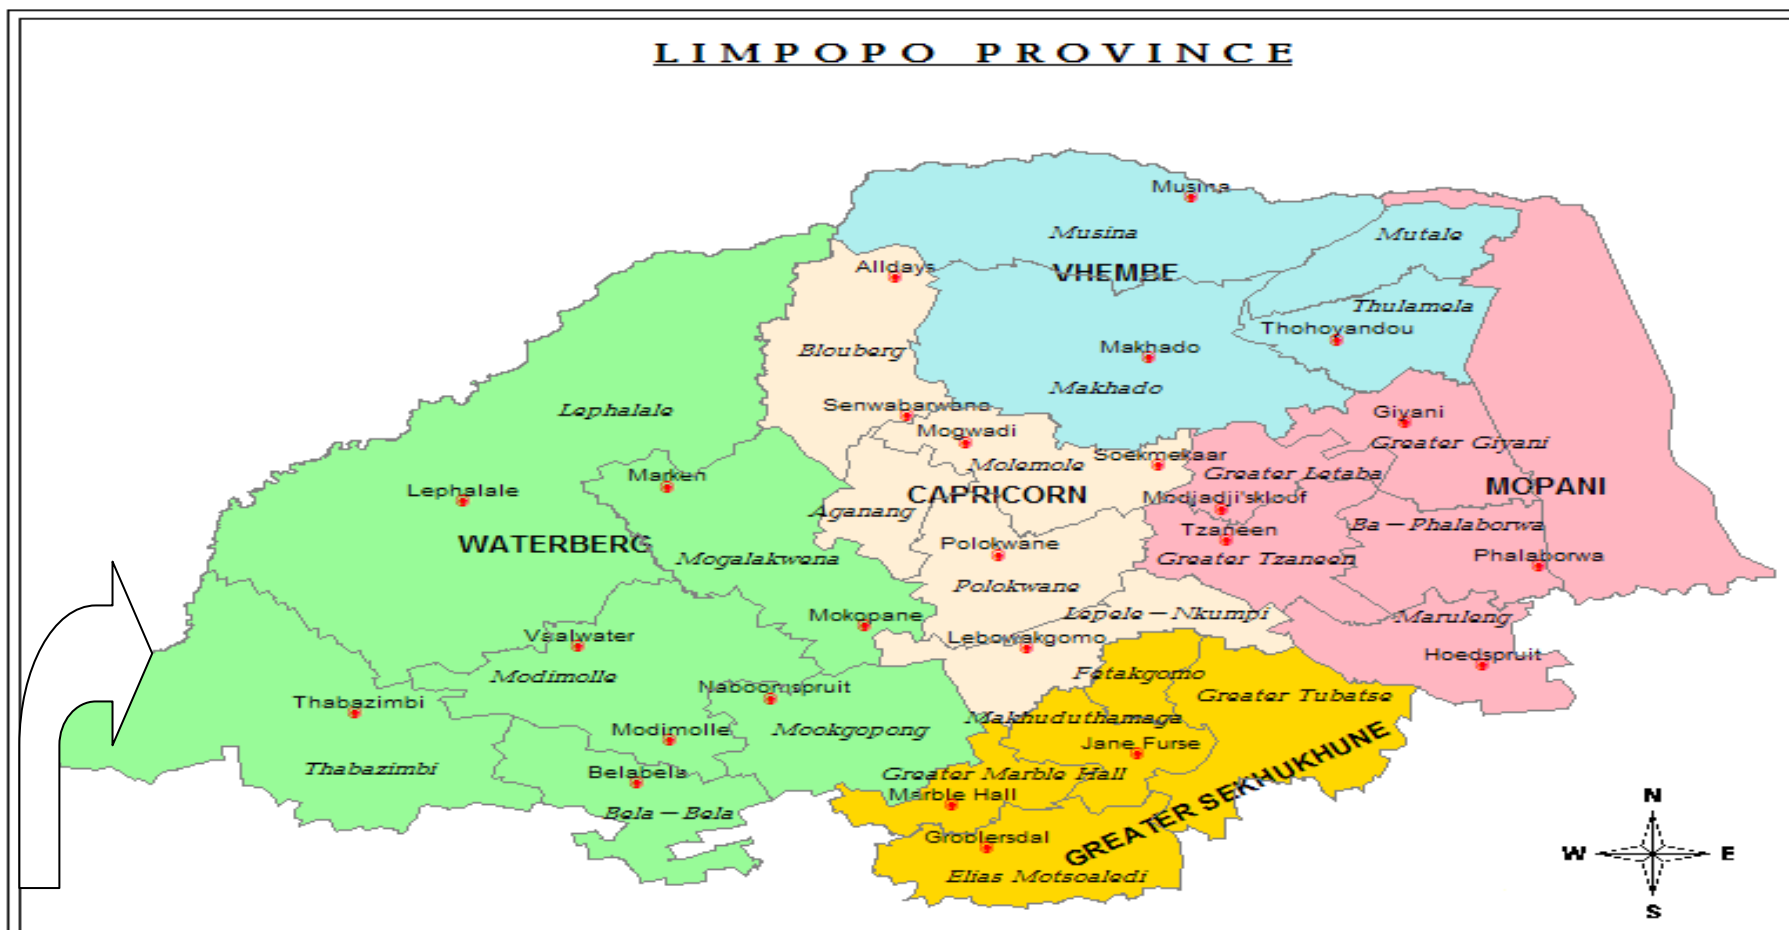 LIMPOPO PROVINCE
Musina
Musina
Mutale
Alldays
VHEMBE
Thulamela
Thohoyandou
Makhado
Blouberg
Makhado
Lephalale
Senwabarwano
Giyani
Mogwadi
Greater Giyani
Soekmekaar
Molemole
Greater Letaba
Marken
Lephalale
CAPRICORN
MOPANI
Modjadji'skloof
Aganang
Ba-Phalaborwa
Tzaneen
WATERBERG
Polokwane
Mogalakwena
Greater Tzaneen
Phalaborwa
Polokwane
Mokopane
Lepele-Nkumpi
Maruleng
Vaalwater
Lebowakgomo
Hoedspruit
Modimolle
Fetakgomo
Naboomspruit
Greater Tubatse
Thabazimbi
Makhuduthamaga
Modimolle
Mookgopong
Jane Furse
Thabazimbi
Belabela
Greater Marble Hall
Marble Hall
GREATER SEKHUKHUNE
Bela-Bela
Groblersdal
Elias Motsoaledi
N
W
E
S